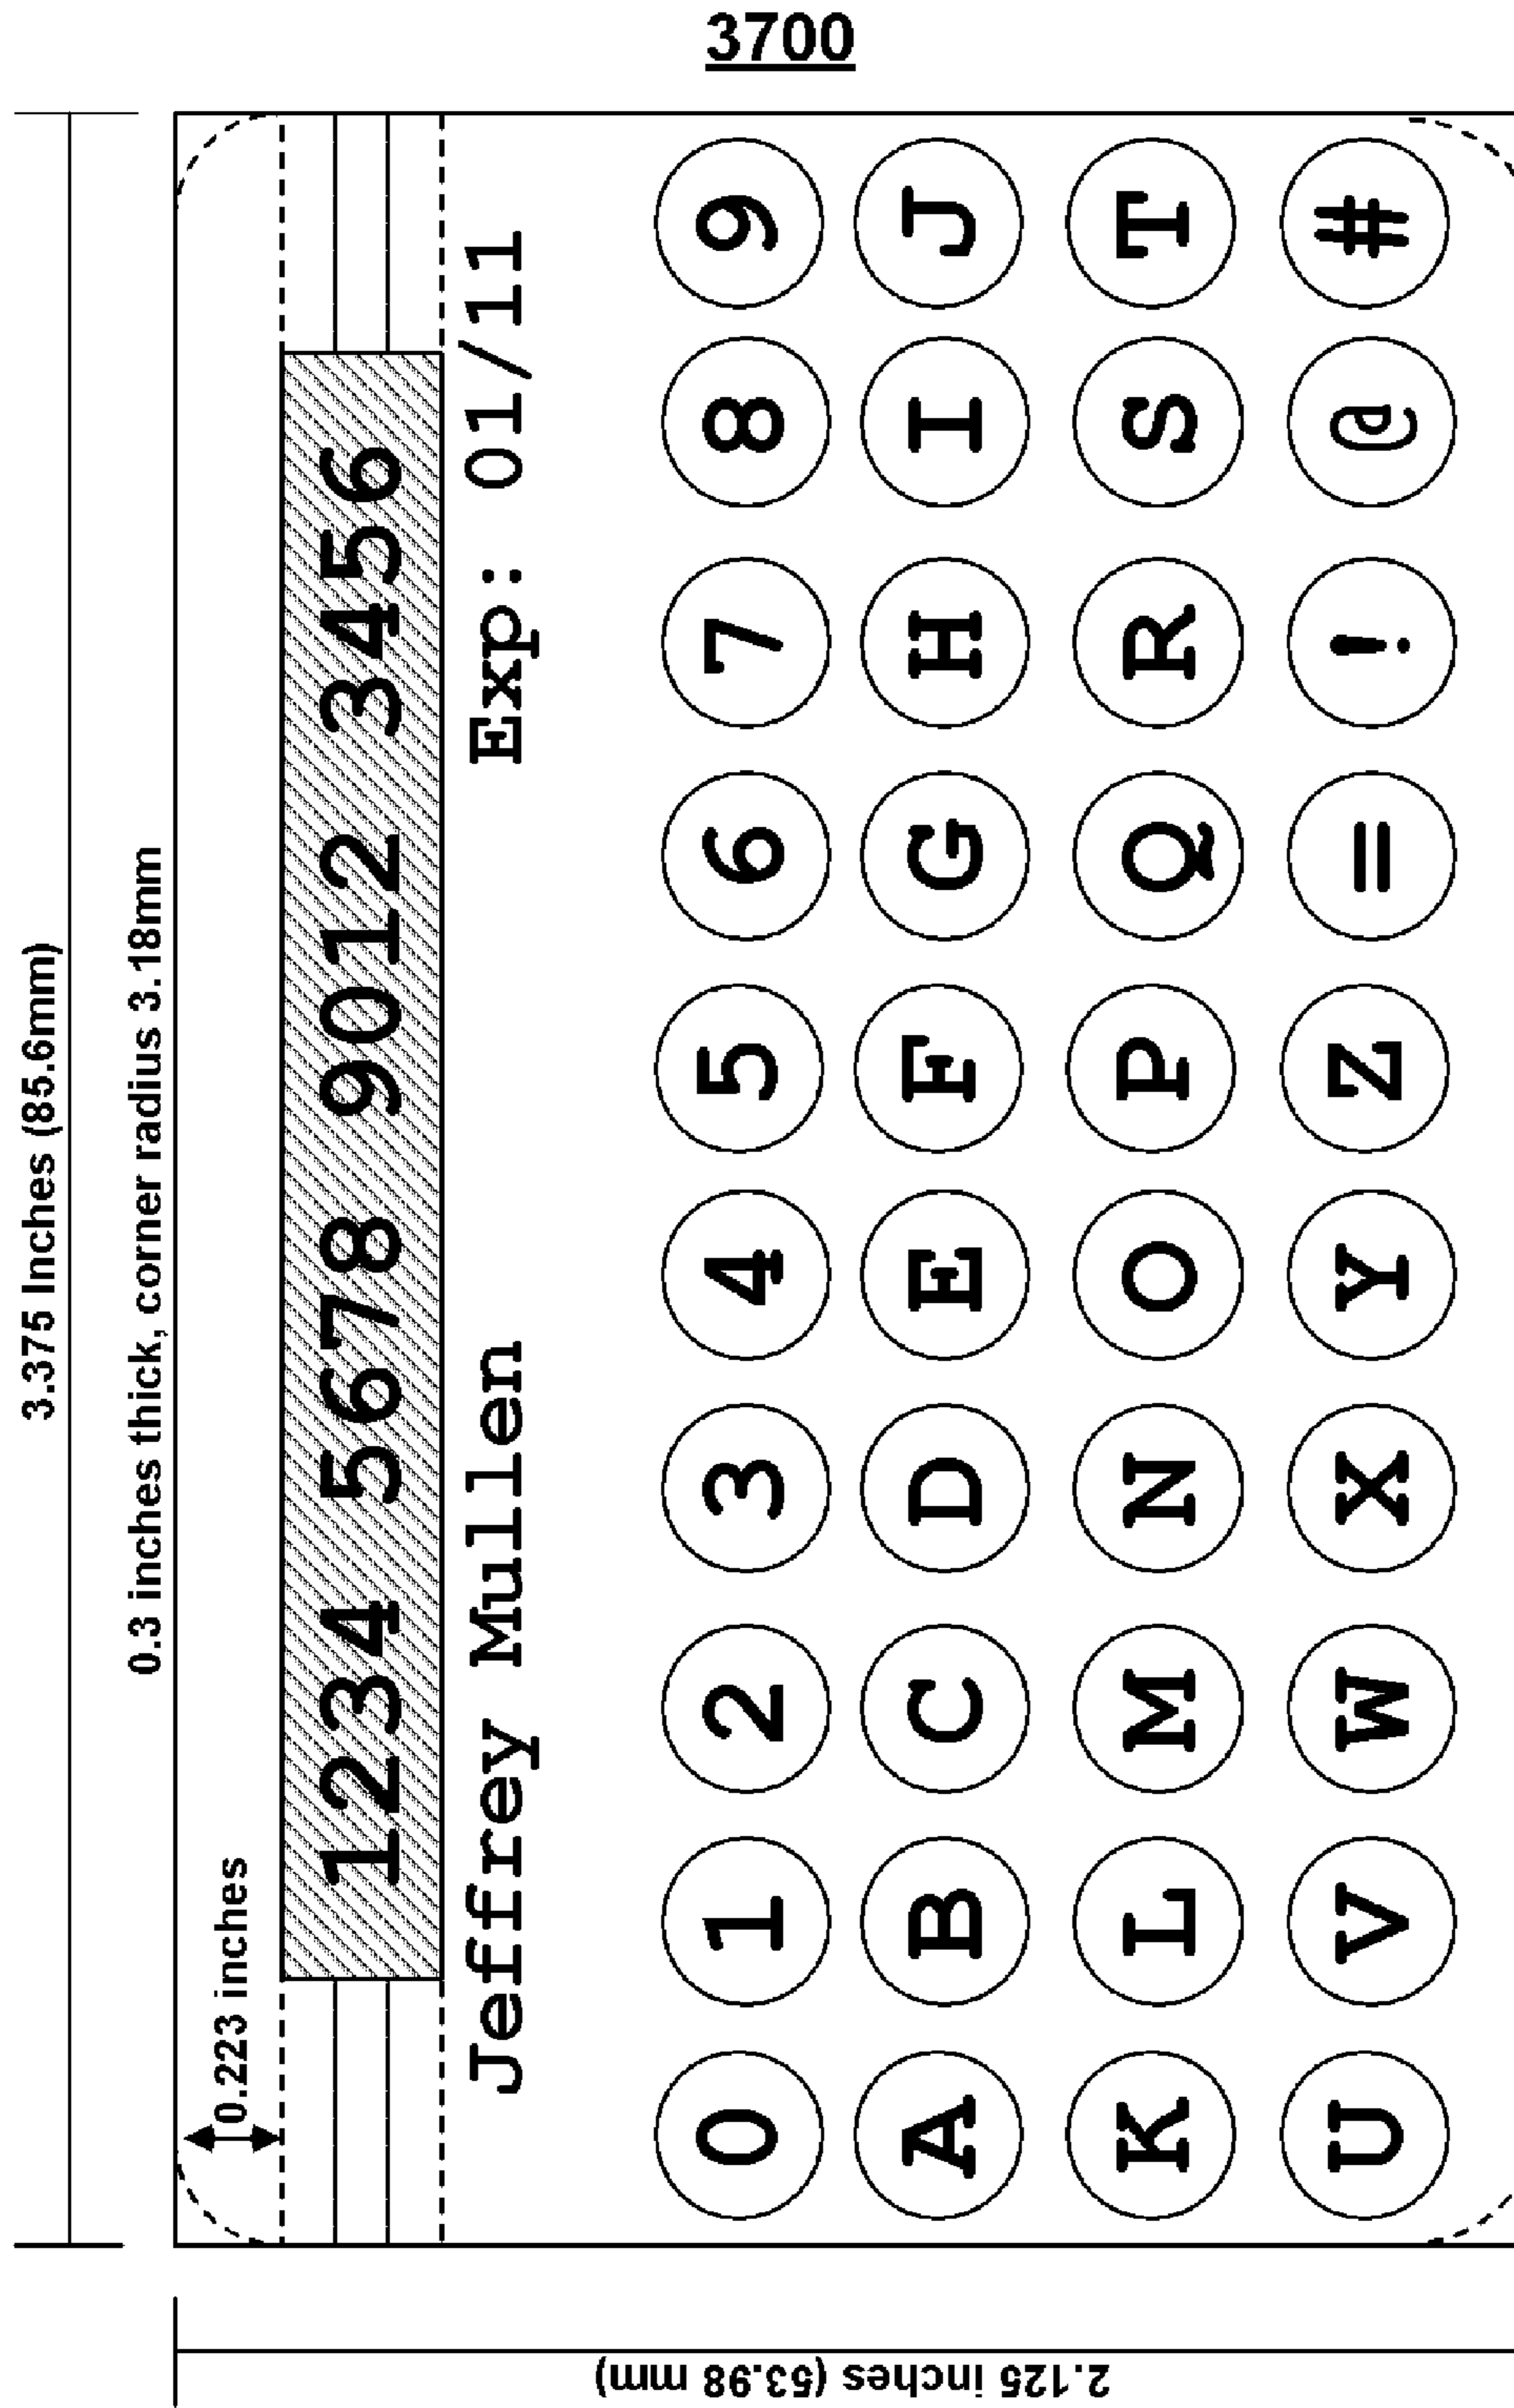 3700
3.375 Inches (85.6mm)
0.3 inches thick, corner radius 3.18mm
0.223 inches
1234 5678 9012 3456
Jeffrey Mullen Exp: 01/11
0 1 2 3 4 5 6 7 8 9
A B C D E F G H I J
K L M N O P Q R S T
U V W X Y Z = ! @ #
2.125 inches (53.98 mm)